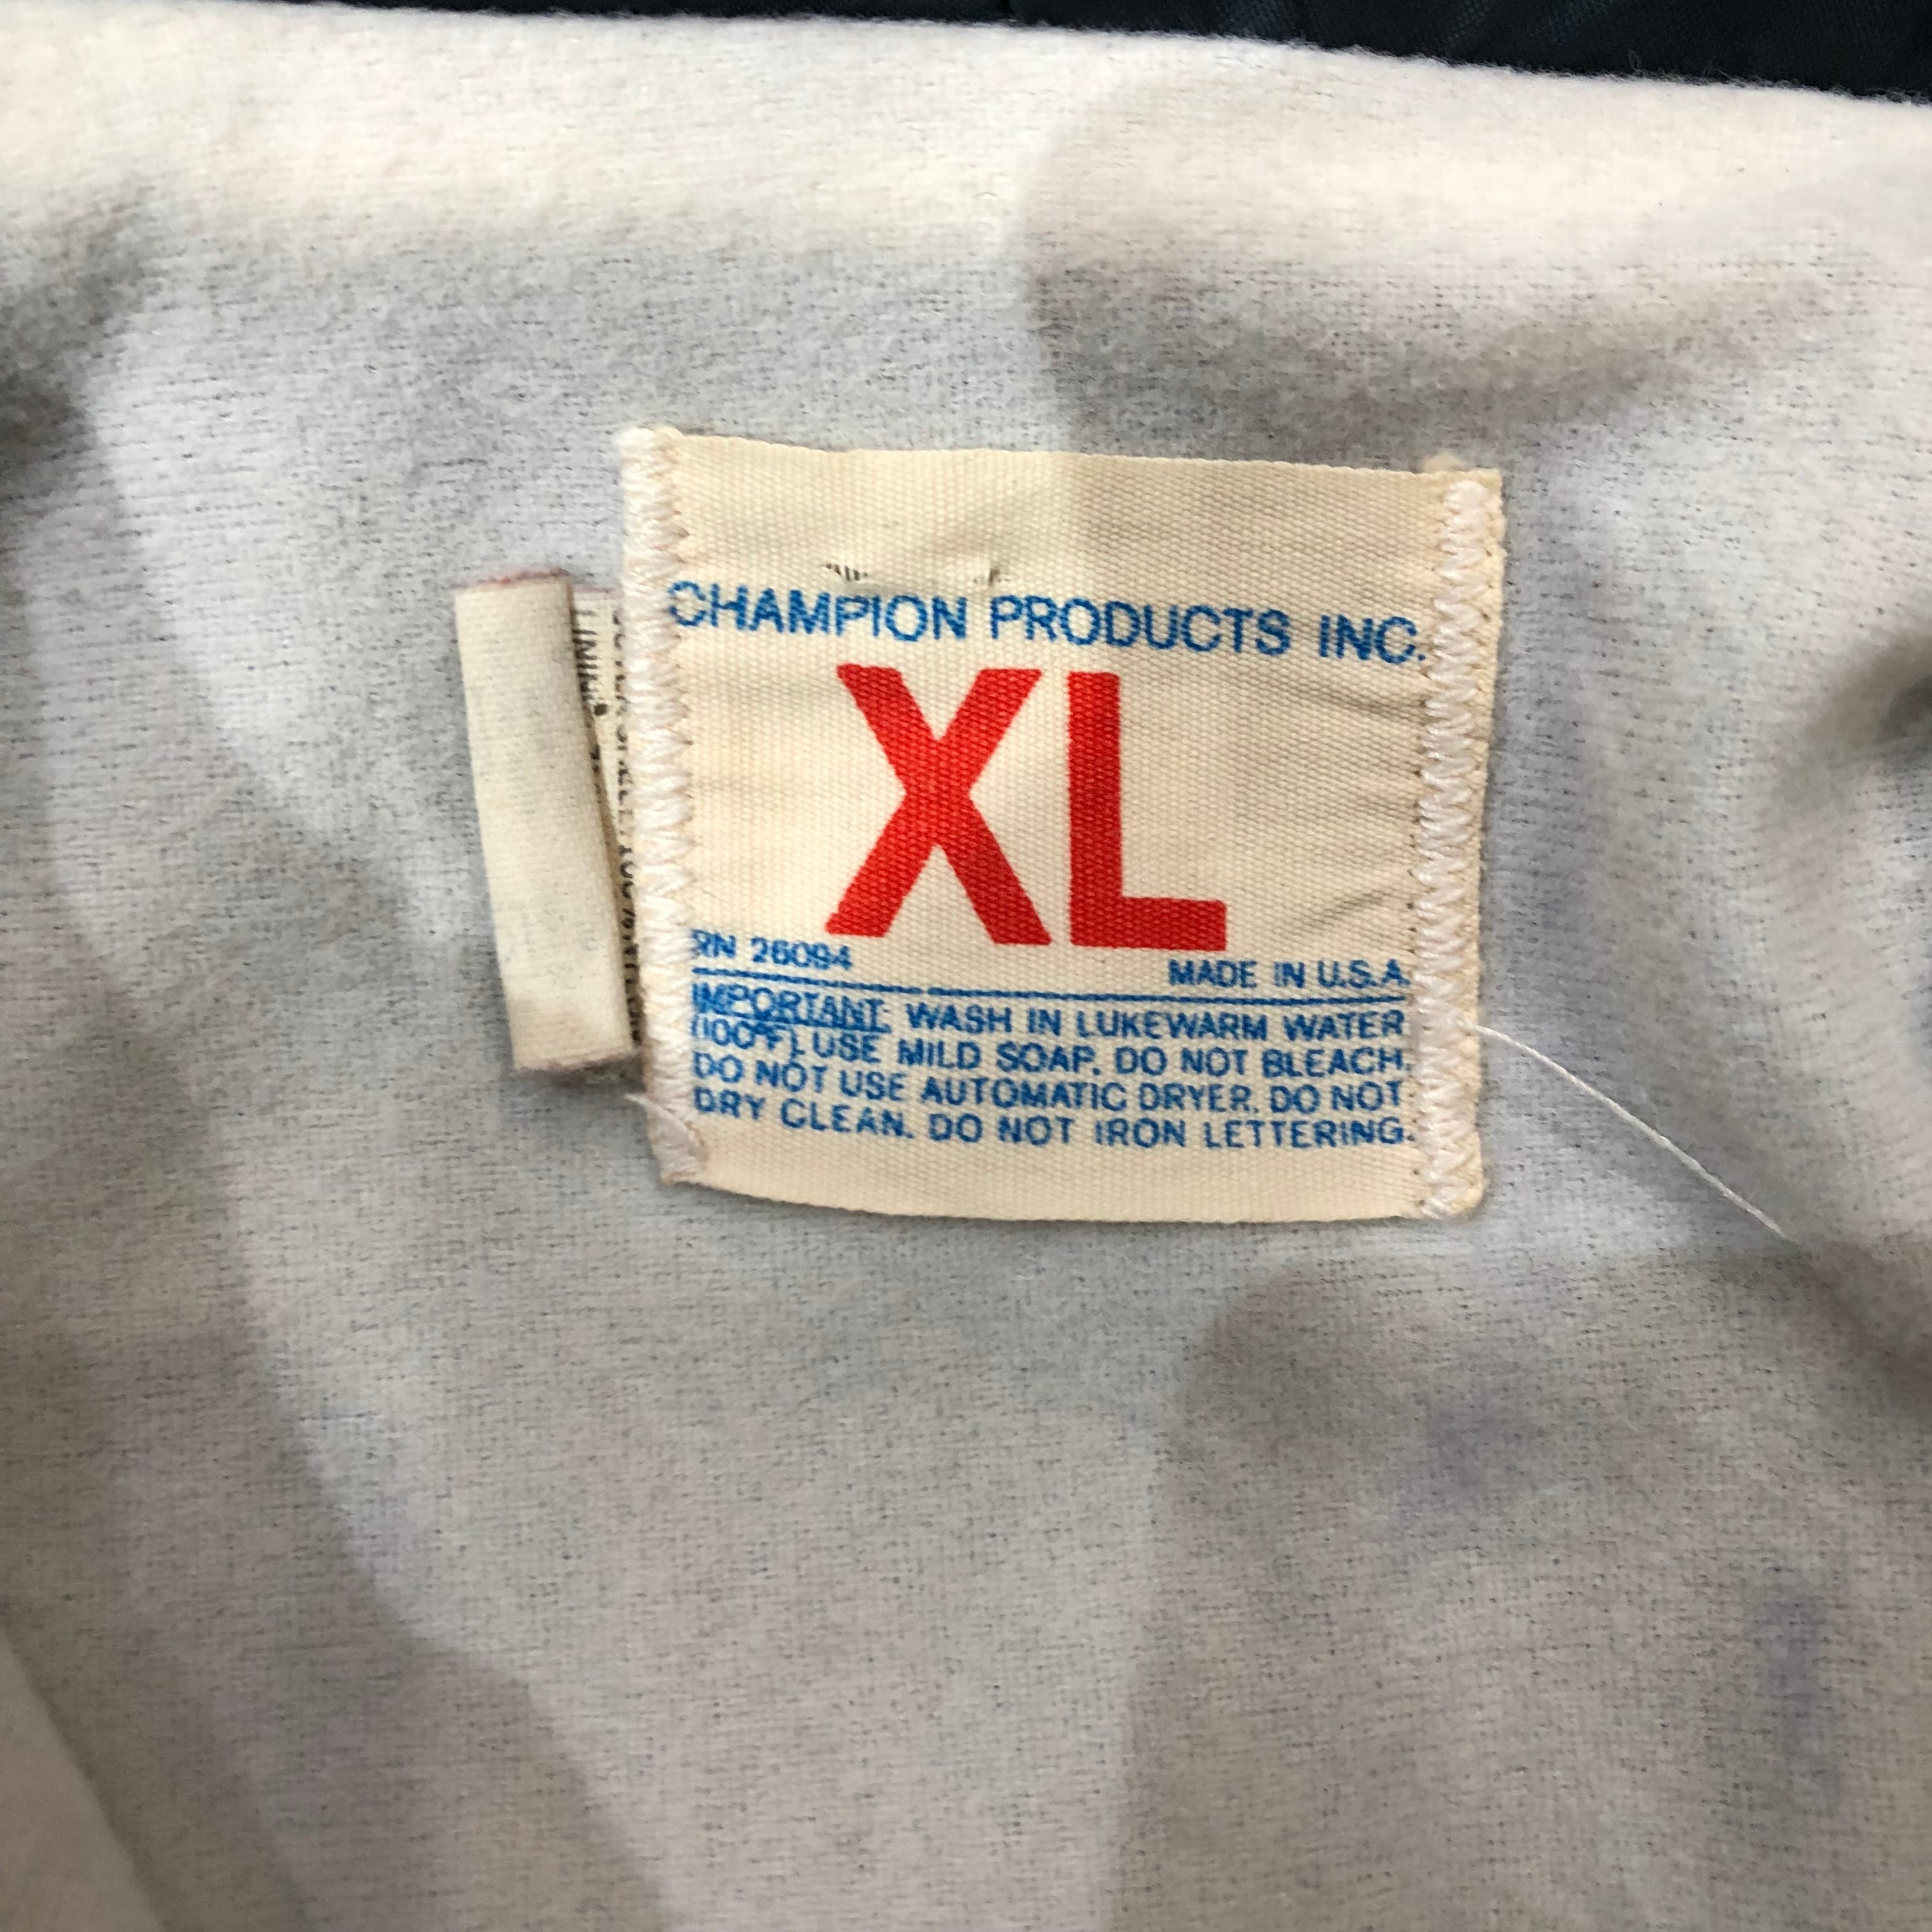 CHAMPION PRODUCTS INC.
XL
RN 26094
MADE IN U.S.A.
IMPORTANT: WASH IN LUKEWARM WATER
(100°F) USE MILD SOAP. DO NOT BLEACH.
DO NOT USE AUTOMATIC DRYER. DO NOT
DRY CLEAN. DO NOT IRON LETTERING.
100%